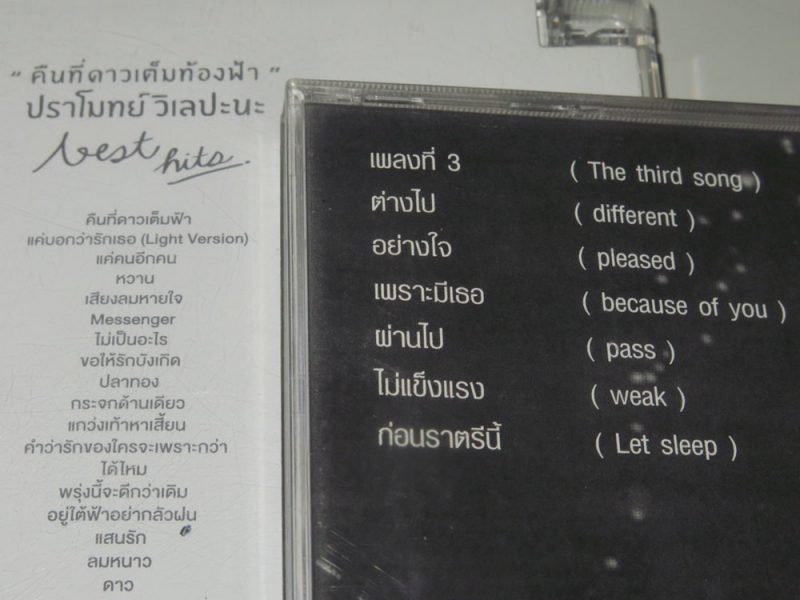 “ คืนที่ดาวเต็มท้องฟ้า ”
ปราโมทย์ วิเลปะนะ
best hits.
คืนที่ดาวเต็มฟ้า
แค่บอกว่ารักเธอ (Light Version)
แค่คนอีกคน
หวาน
เสียงลมหายใจ
Messenger
ไม่เป็นอะไร
ขอให้รักบังเกิด
ปลาทอง
กระจกด้านเดียว
แกว่งเท้าหาเสี้ยน
คำว่ารักของใครจะเพราะกว่า
ได้ไหม
พรุ่งนี้จะดีกว่าเดิม
อยู่ใต้ฟ้าอย่ากลัวฝน
แสนรัก
ลมหนาว
ดาว
เพลงที่ 3 ( The third song )
ต่างไป ( different )
อย่างใจ ( pleased )
เพราะมีเธอ ( because of you )
ผ่านไป ( pass )
ไม่แข็งแรง ( weak )
ก่อนราตรีนี้ ( Let sleep )